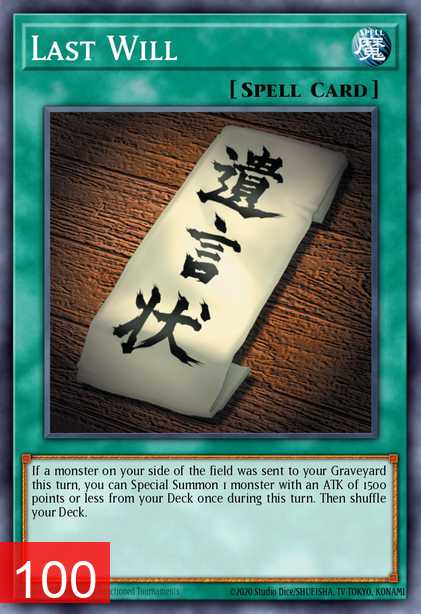 LAST WILL
SPELL
魔
[SPELL CARD]
遺言状
If a monster on your side of the field was sent to your Graveyard
this turn, you can Special Summon 1 monster with an ATK of 1500
points or less from your Deck once during this turn. Then shuffle
your Deck.
100
ctioned Tournaments
©2020 Studio Dice/SHUEISHA, TV TOKYO, KONAMI